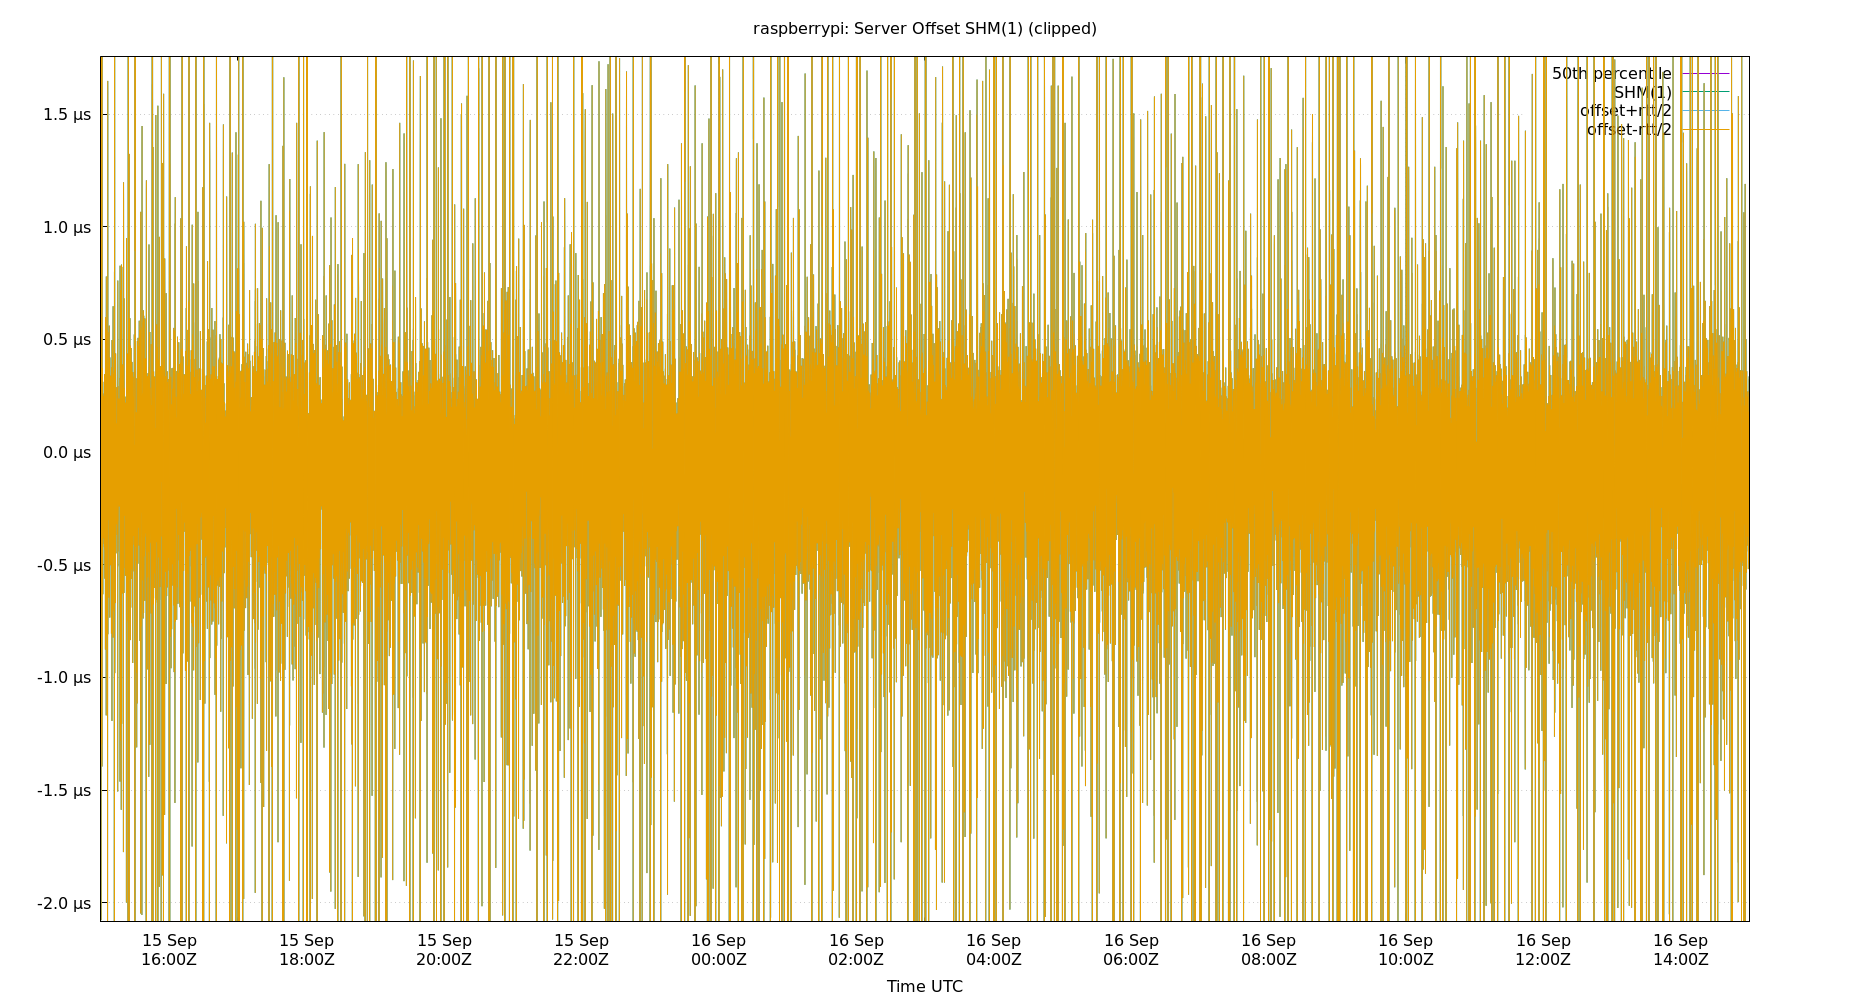 raspberrypi: Server Offset SHM(1) (clipped)
50th percentile
SHM(1)
offset+rtt/2
offset-rtt/2
1.5 µs
1.0 µs
0.5 µs
0.0 µs
-0.5 µs
-1.0 µs
-1.5 µs
-2.0 µs
15 Sep 15 Sep 15 Sep 15 Sep 16 Sep 16 Sep 16 Sep 16 Sep 16 Sep 16 Sep 16 Sep 16 Sep
16:00Z 18:00Z 20:00Z 22:00Z 00:00Z 02:00Z 04:00Z 06:00Z 08:00Z 10:00Z 12:00Z 14:00Z
Time UTC